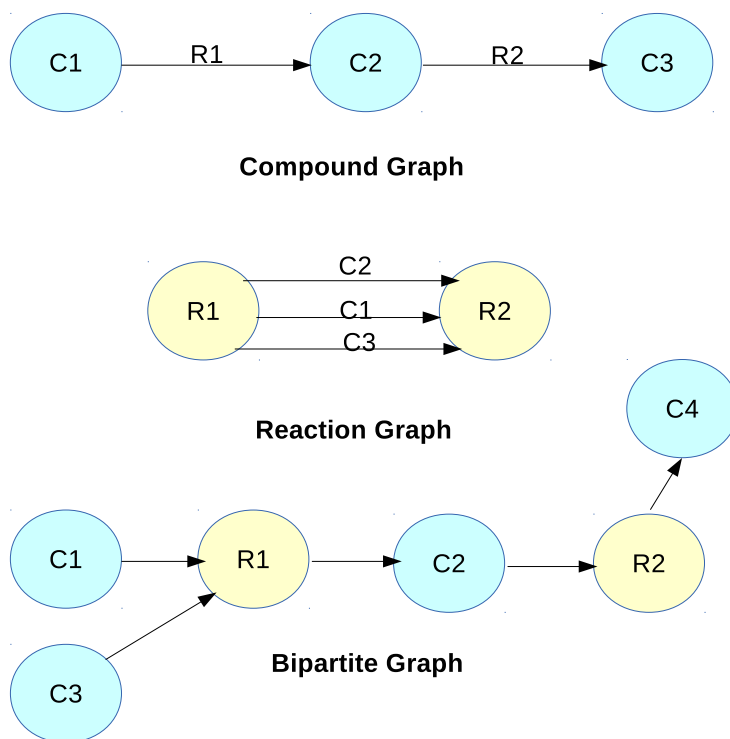 C1 R1 C2 R2 C3
Compound Graph
C2
R1 C1 R2
C3
C4
Reaction Graph
C1 R1 C2 R2
Bipartite Graph
C3